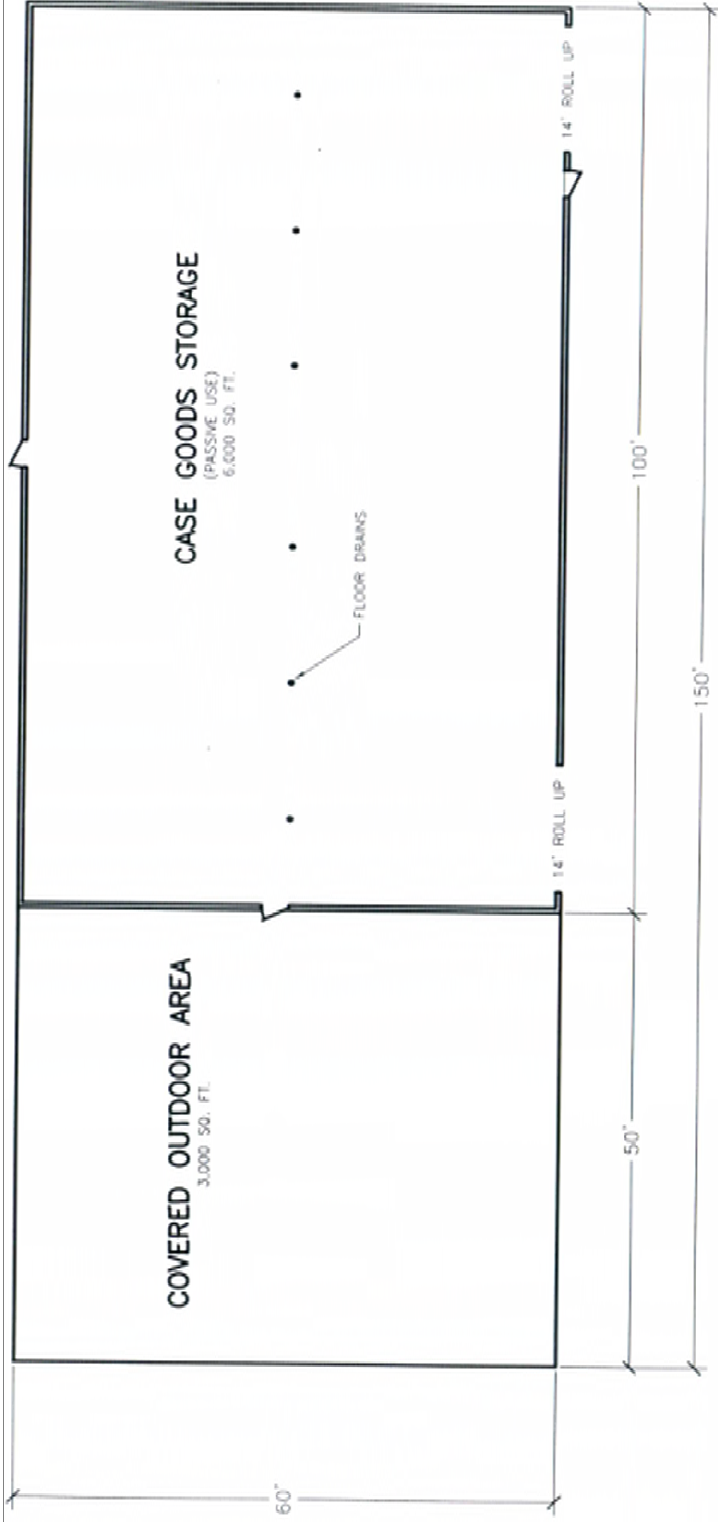 COVERED OUTDOOR AREA
3,000 SQ. FT.
CASE GOODS STORAGE
(PASSIVE USE)
6,000 SQ. FT.
FLOOR DRAINS
14' ROLL UP
14' ROLL UP
60'
50'
100'
150'